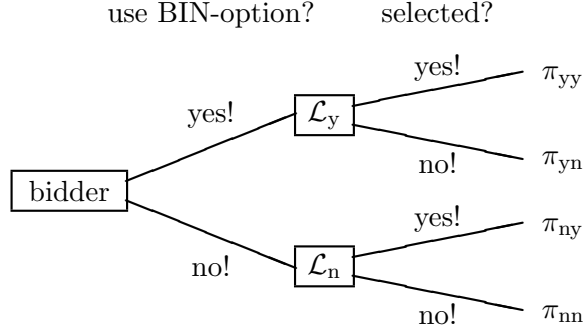 use BIN-option? selected?
yes! π_yy
yes! ℒ_y
no! π_yn
bidder
yes! π_ny
no! ℒ_n
no! π_nn